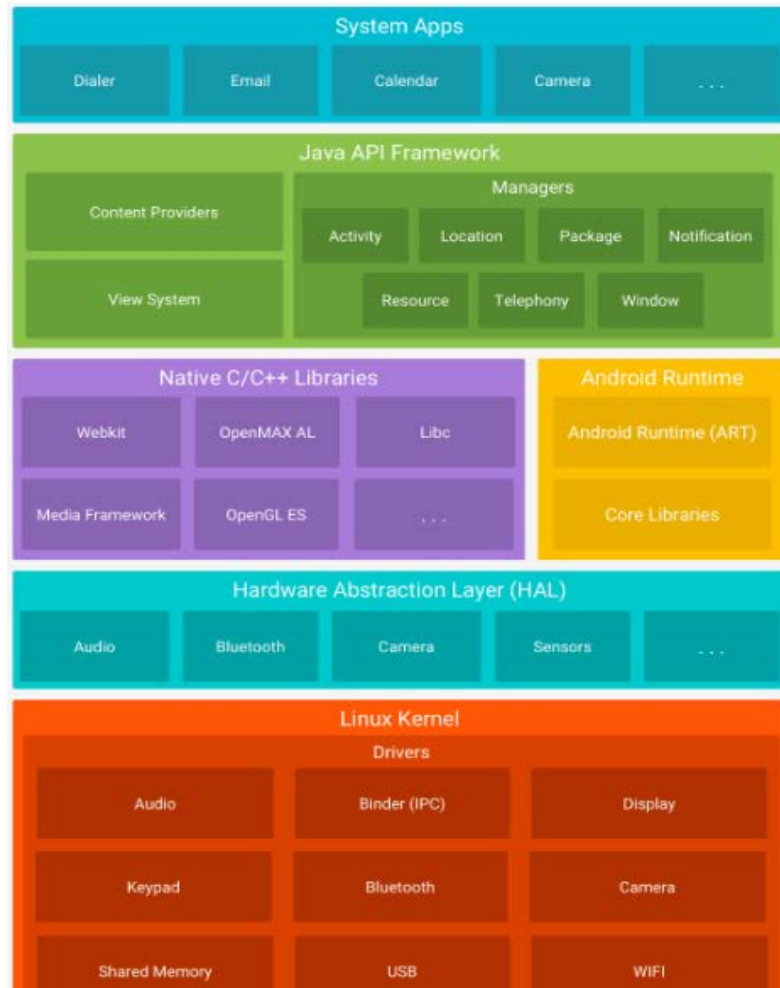 System Apps
Dialer Email Calendar Camera . . .
Java API Framework
Content Providers
View System
Managers
Activity Location Package Notification
Resource Telephony Window
Native C/C++ Libraries
Webkit OpenMAX AL Libc
Media Framework OpenGL ES . . .
Android Runtime
Android Runtime (ART)
Core Libraries
Hardware Abstraction Layer (HAL)
Audio Bluetooth Camera Sensors . . .
Linux Kernel
Drivers
Audio Binder (IPC) Display
Keypad Bluetooth Camera
Shared Memory USB WIFI